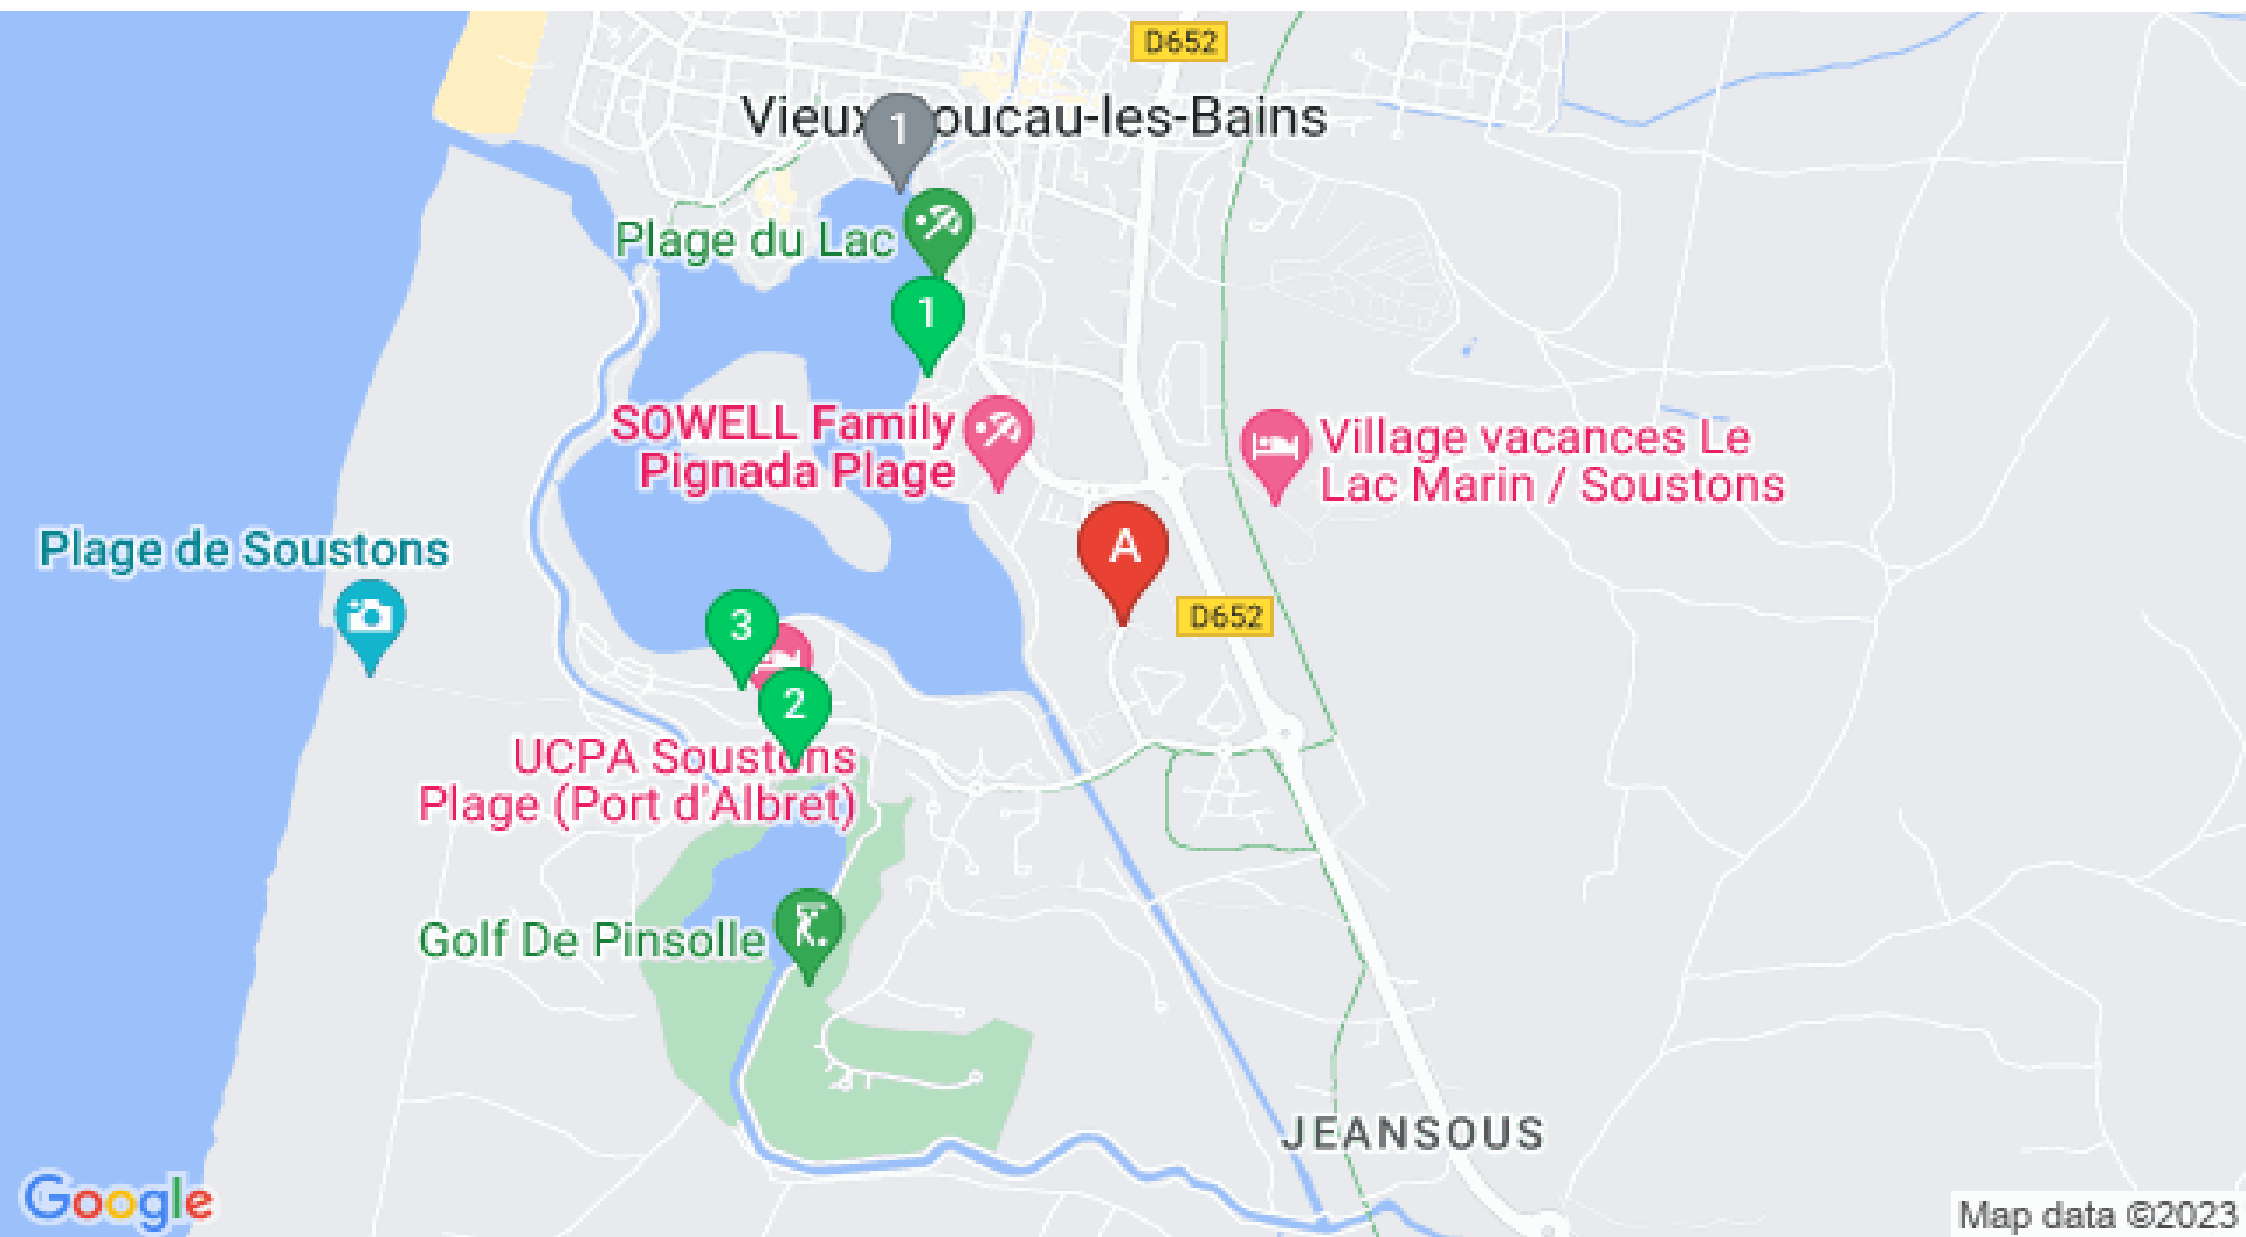 D652
Vieux-Boucau-les-Bains
1
Plage du Lac
1
SOWELL Family
Pignada Plage
Village vacances Le
Lac Marin / Soustons
A
Plage de Soustons
D652
3
2
UCPA Soustons
Plage (Port d'Albret)
Golf De Pinsolle
JEANSOUS
Google
Map data ©2023